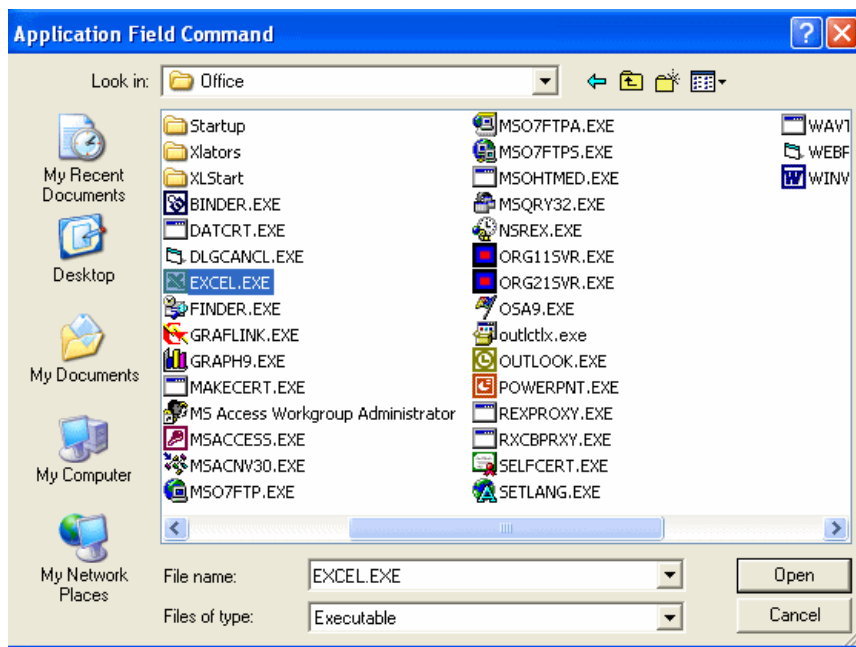 Application Field Command
Look in:
Office
My Recent
Documents
Desktop
My Documents
My Computer
My Network
Places
Startup
Xlators
XLStart
BINDER.EXE
DATCRT.EXE
DLGCANCL.EXE
EXCEL.EXE
FINDER.EXE
GRAFLINK.EXE
GRAPH9.EXE
MAKECERT.EXE
MS Access Workgroup Administrator
MSACCESS.EXE
MSACNV30.EXE
MSO7FTP.EXE
MSO7FTPA.EXE
MSO7FTPS.EXE
MSOHTMED.EXE
MSQRY32.EXE
NSREX.EXE
ORG11SVR.EXE
ORG21SVR.EXE
OSA9.EXE
outlctlx.exe
OUTLOOK.EXE
POWERPNT.EXE
REXPROXY.EXE
RXCBPRXY.EXE
SELFCERT.EXE
SETLANG.EXE
File name:
EXCEL.EXE
Open
Files of type:
Executable
Cancel